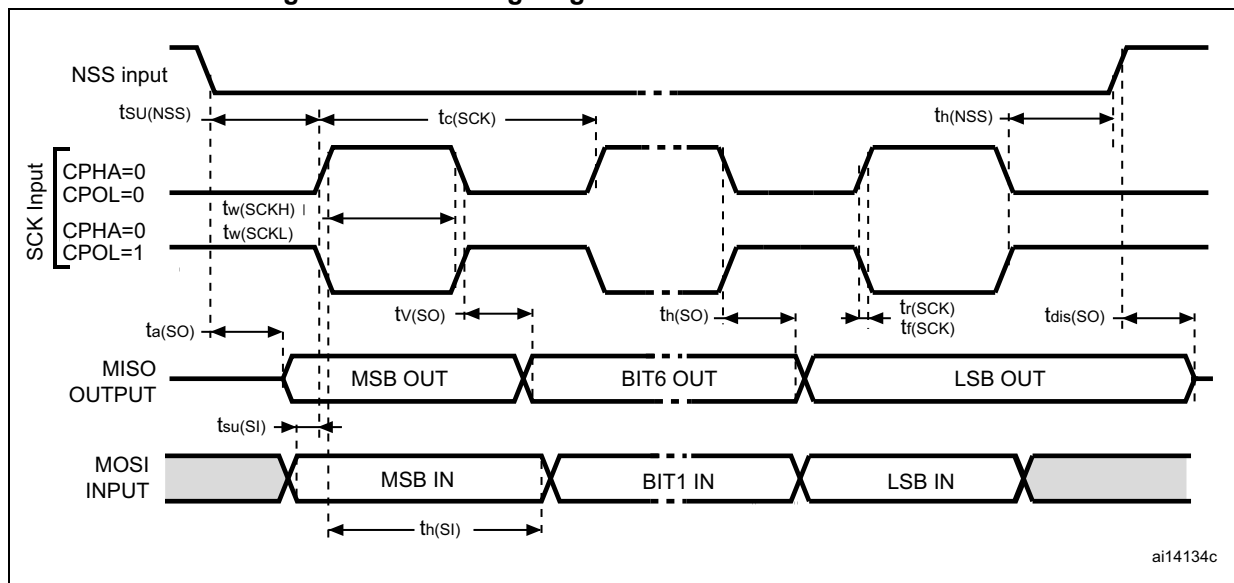 NSS input
tSU(NSS)
tc(SCK)
th(NSS)
SCK Input
CPHA=0
CPOL=0
tw(SCKH)
tw(SCKL)
CPHA=0
CPOL=1
tV(SO)
th(SO)
tr(SCK)
tf(SCK)
ta(SO)
tdis(SO)
MISO
OUTPUT
MSB OUT
BIT6 OUT
LSB OUT
tsu(SI)
MOSI
INPUT
MSB IN
BIT1 IN
LSB IN
th(SI)
ai14134c